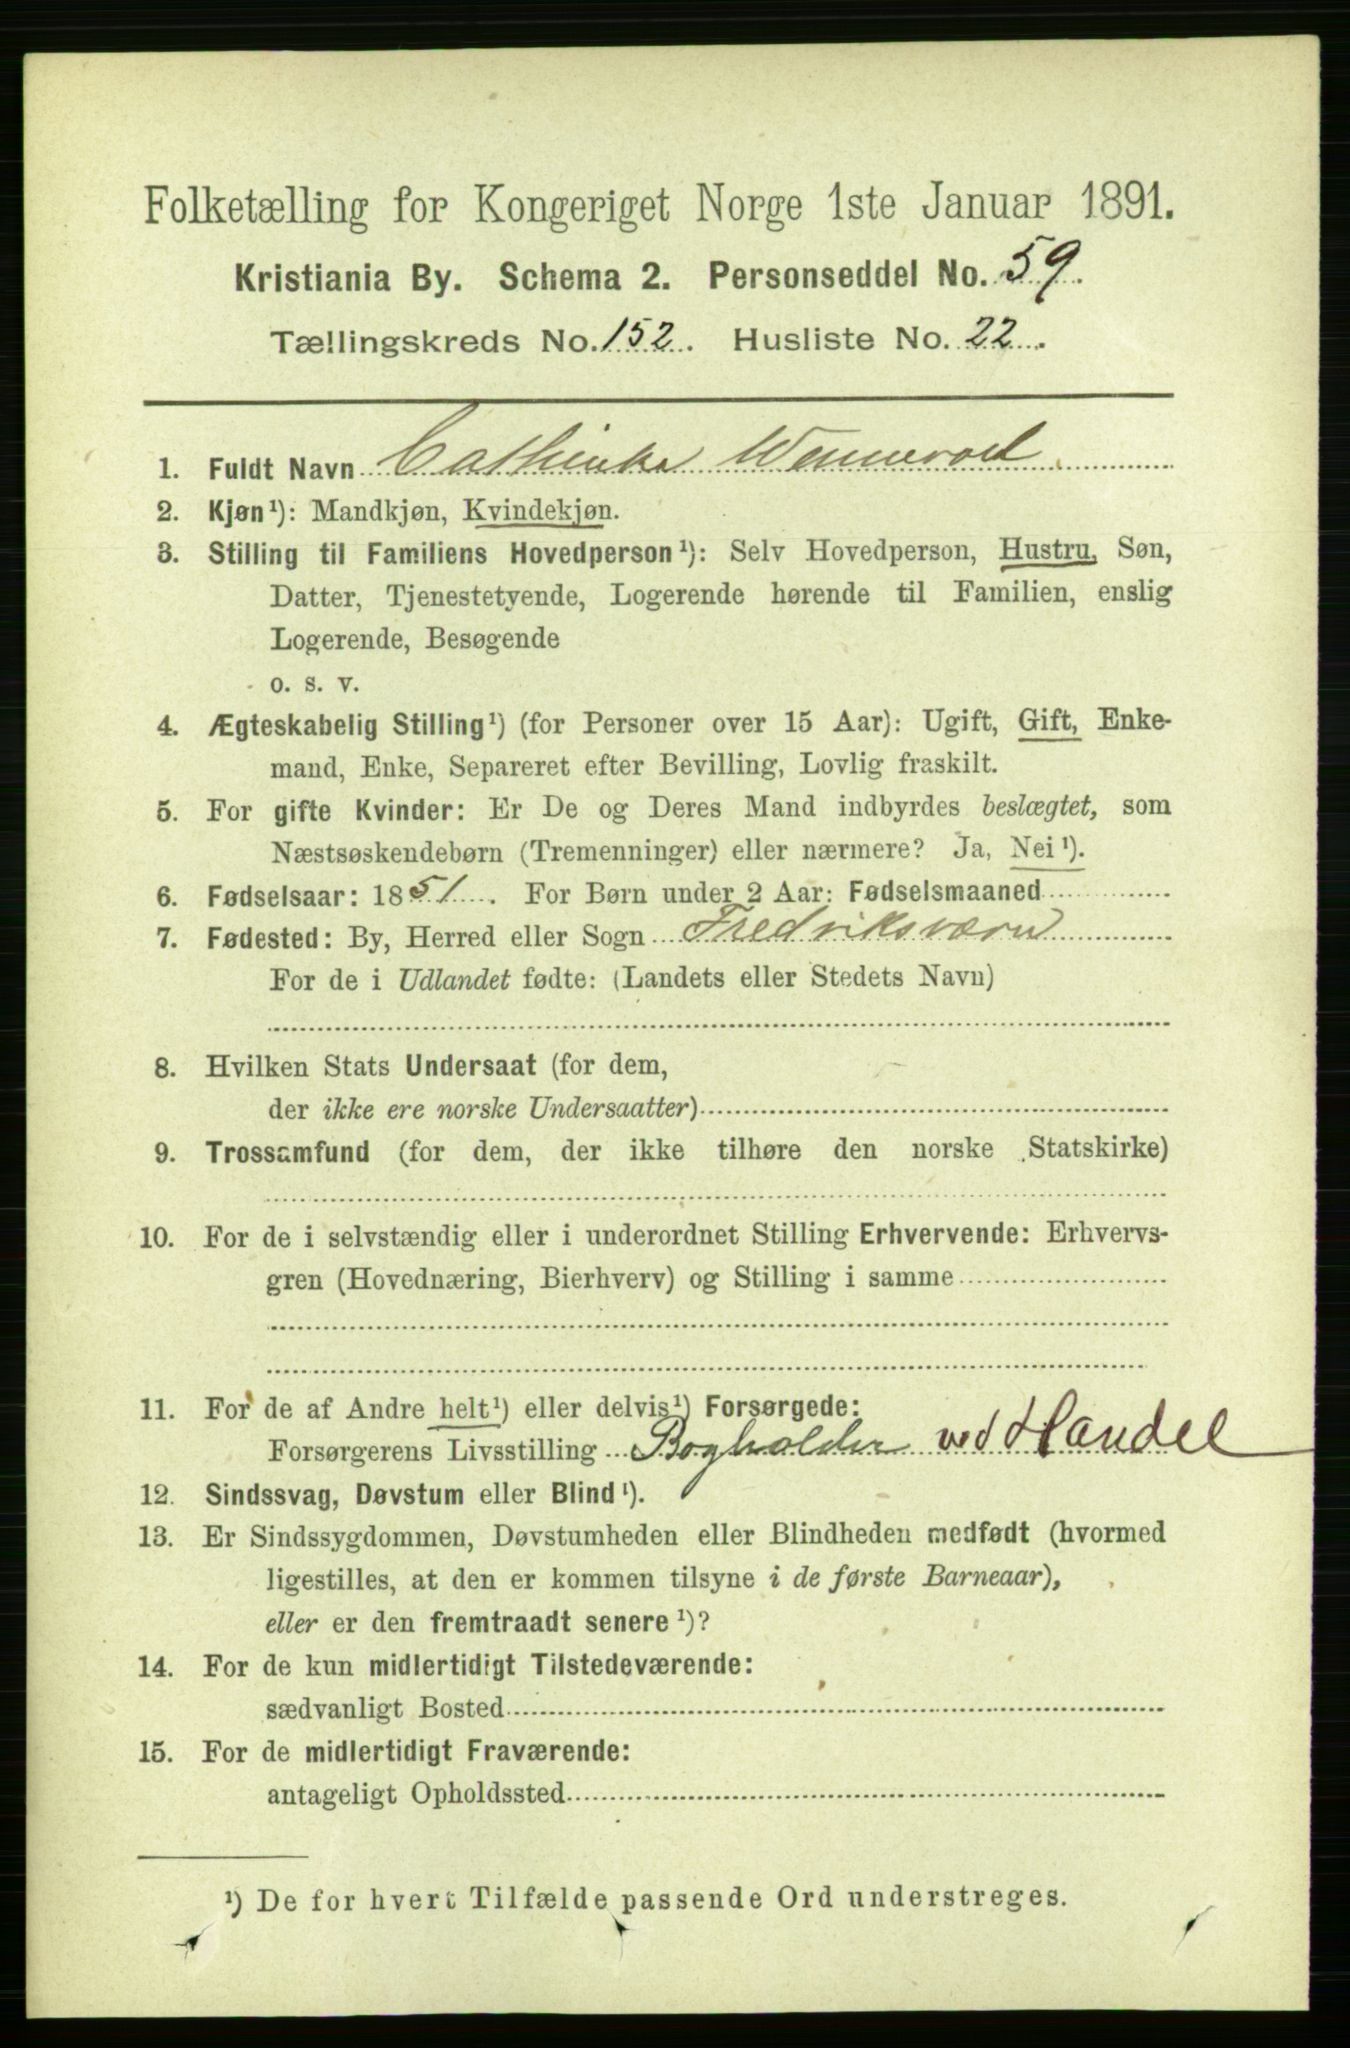 Folketælling for Kongeriget Norge 1ste Januar 1891.
Kristiania By. Schema 2. Personseddel No. 59.
Tællingskreds No. 152. Husliste No. 22.
1. Fuldt Navn Cathinka Wennevold
2. Kjøn¹): Mandkjøn, Kvindekjøn.
3. Stilling til Familiens Hovedperson¹): Selv Hovedperson, Hustru, Søn,
Datter, Tjenestetyende, Logerende hørende til Familien, enslig
Logerende, Besøgende
o. s. v.
4. Ægteskabelig Stilling¹) (for Personer over 15 Aar): Ugift, Gift, Enke-
mand, Enke, Separeret efter Bevilling, Lovlig fraskilt.
5. For gifte Kvinder: Er De og Deres Mand indbyrdes beslægtet, som
Næstsøskendebørn (Tremenninger) eller nærmere? Ja, Nei¹).
6. Fødselsaar: 1851. For Børn under 2 Aar: Fødselsmaaned
7. Fødested: By, Herred eller Sogn Fredriksværn
For de i Udlandet fødte: (Landets eller Stedets Navn)
8. Hvilken Stats Undersaat (for dem,
der ikke ere norske Undersaatter)
9. Trossamfund (for dem, der ikke tilhøre den norske Statskirke)
10. For de i selvstændig eller i underordnet Stilling Erhvervende: Erhvervs-
gren (Hovednæring, Bierhverv) og Stilling i samme
11. For de af Andre helt¹) eller delvis¹) Forsørgede:
Forsørgerens Livsstilling Bogholder ved Handel
12. Sindssvag, Døvstum eller Blind¹).
13. Er Sindssygdommen, Døvstumheden eller Blindheden medfødt (hvormed
ligestilles, at den er kommen tilsyne i de første Barneaar),
eller er den fremtraadt senere¹)?
14. For de kun midlertidigt Tilstedeværende:
sædvanligt Bosted
15. For de midlertidigt Fraværende:
antageligt Opholdssted
¹) De for hvert Tilfælde passende Ord understreges.